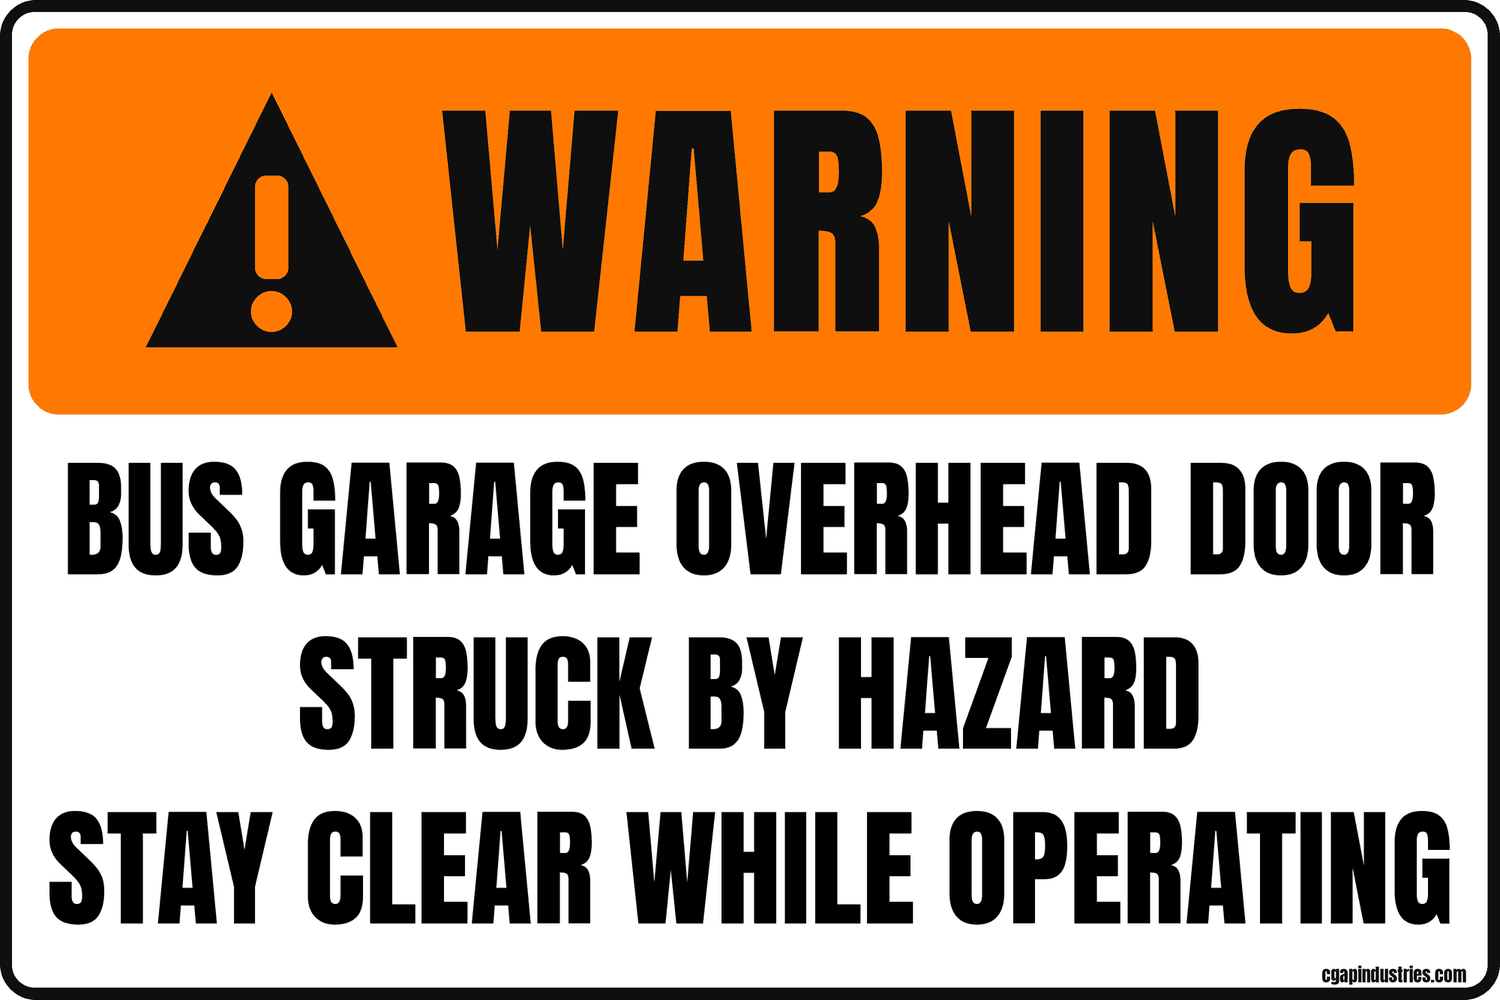 WARNING
BUS GARAGE OVERHEAD DOOR
STRUCK BY HAZARD
STAY CLEAR WHILE OPERATING
cgapindustries.com